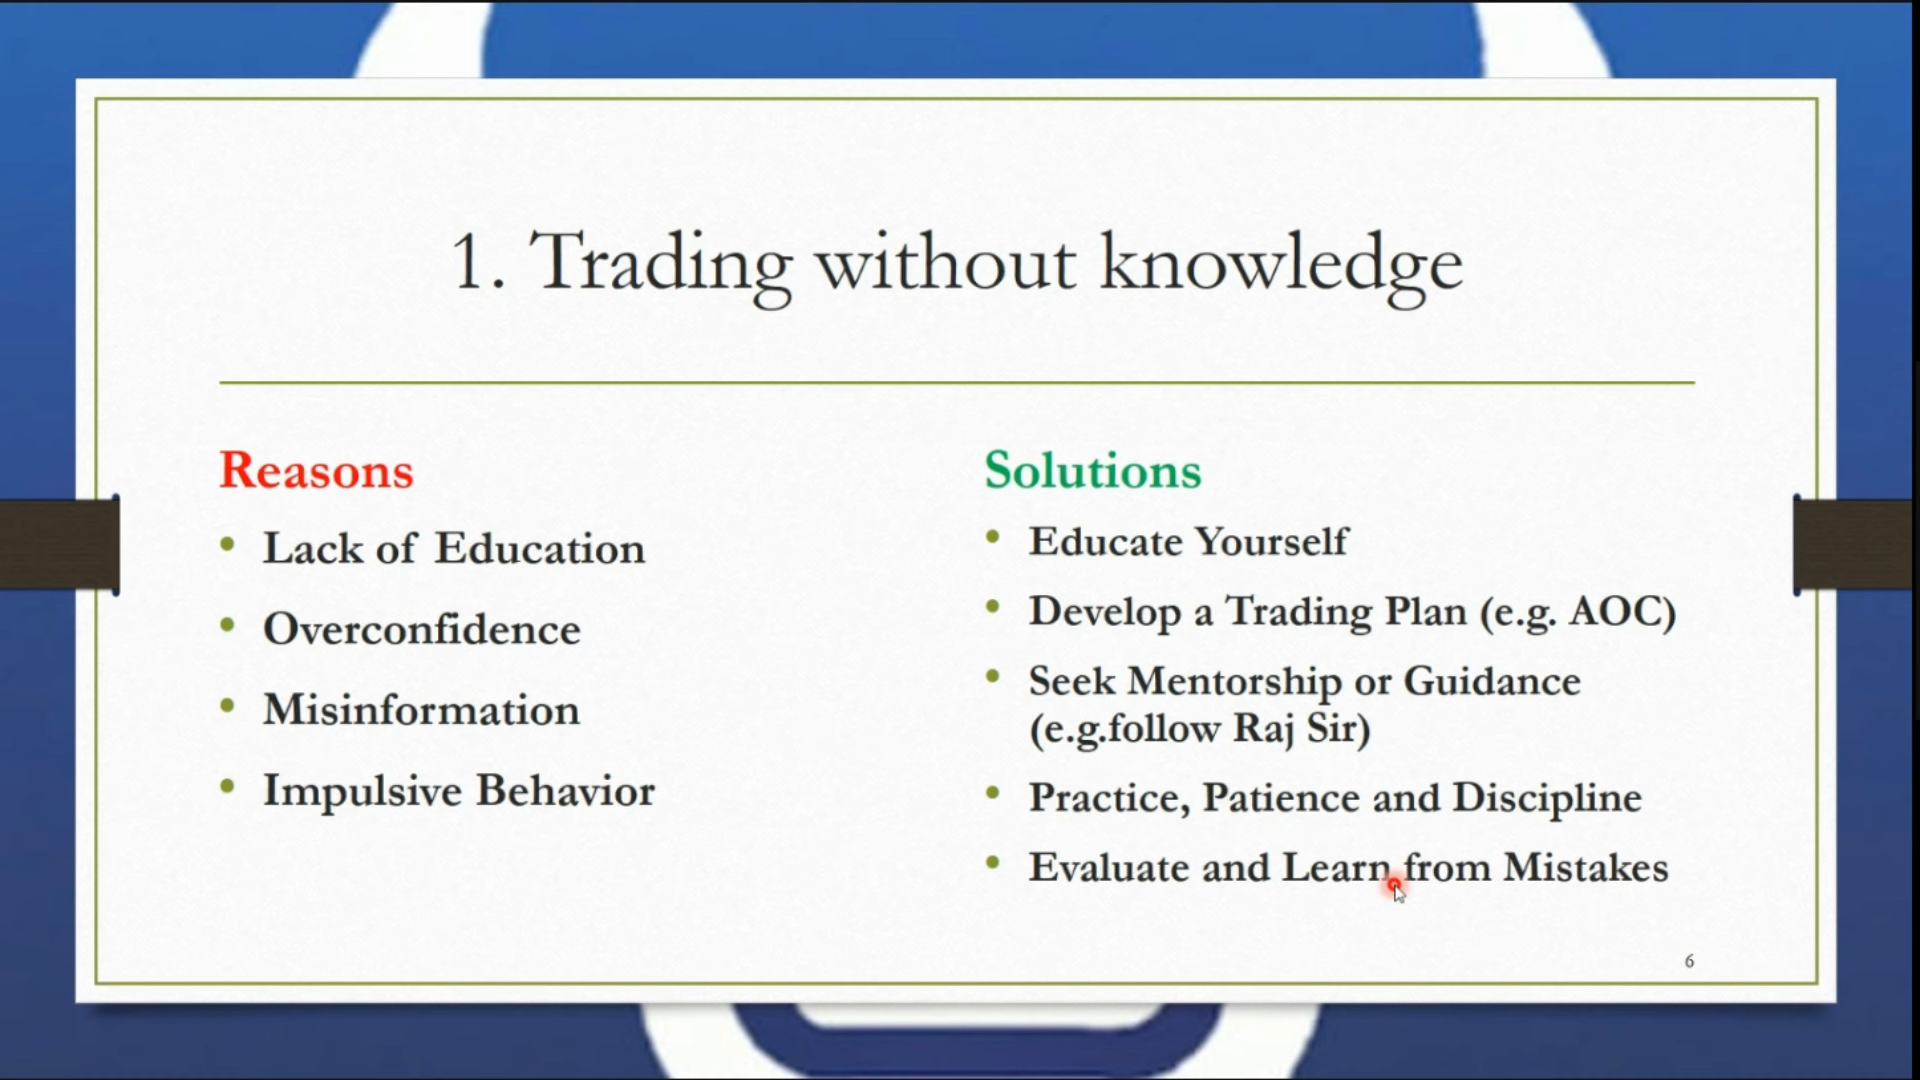 1. Trading without knowledge
Reasons
• Lack of Education
• Overconfidence
• Misinformation
• Impulsive Behavior
Solutions
• Educate Yourself
• Develop a Trading Plan (e.g. AOC)
• Seek Mentorship or Guidance
(e.g.follow Raj Sir)
• Practice, Patience and Discipline
• Evaluate and Learn from Mistakes
6